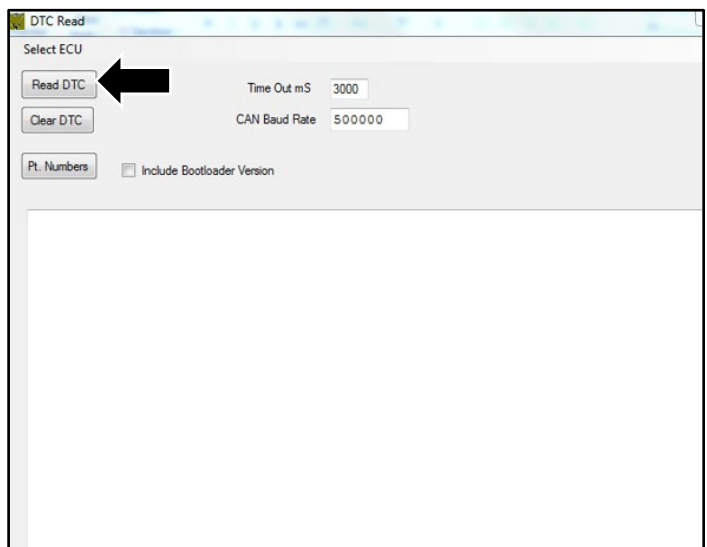 DTC Read
Select ECU
Read DTC
Time Out mS 3000
Clear DTC
CAN Baud Rate 500000
Pt. Numbers
Include Bootloader Version